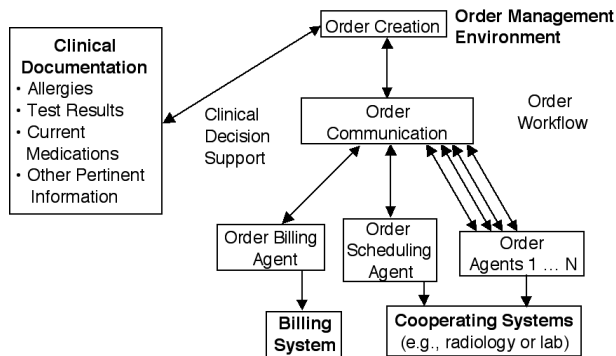 Clinical
Documentation
• Allergies
• Test Results
• Current
Medications
• Other Pertinent
Information
Order Creation
Order Management
Environment
Clinical
Decision
Support
Order
Communication
Order
Workflow
Order Billing
Agent
Order
Scheduling
Agent
Order
Agents 1 ... N
Billing
System
Cooperating Systems
(e.g., radiology or lab)